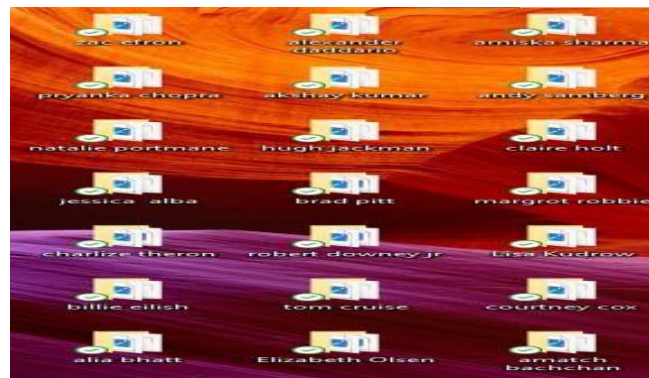 zac efron
alexander
daddario
amiska sharma
pryanka chopra
akshay kumar
andy samberg
natalie portmane
hugh jackman
claire holt
jessica alba
brad pitt
margrot robbie
charlize theron
robert downey jr
Lisa Kudrow
billie eilish
tom cruise
courtney cox
alia bhatt
Elizabeth Olsen
amatch
bachchan